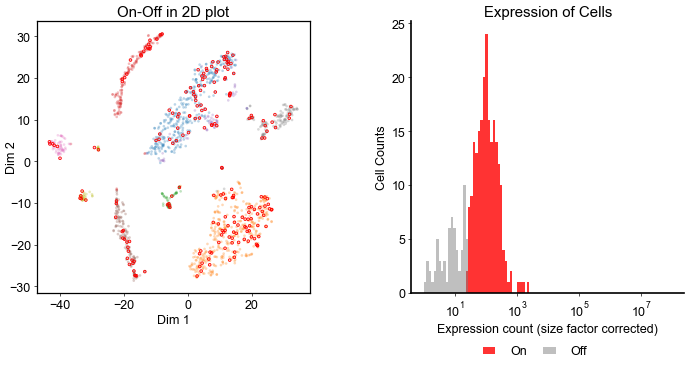 On-Off in 2D plot
Expression of Cells
30
20
10
0
−10
−20
−30
Dim 2
−40
−20
0
20
Dim 1
25
20
15
10
5
0
Cell Counts
10^1
10^3
10^5
10^7
Expression count (size factor corrected)
On
Off